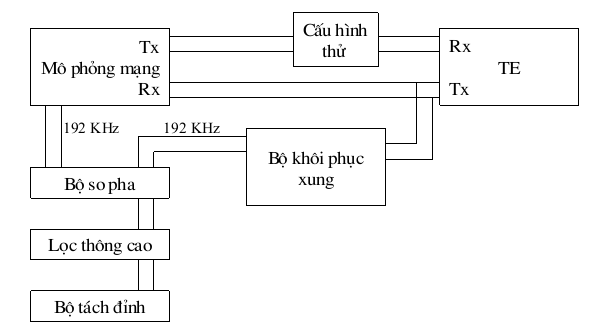 Cấu hình
thử
Tx
Mô phỏng mạng
Rx
Rx
TE
Tx
192 KHz
192 KHz
Bộ khôi phục
xung
Bộ so pha
Lọc thông cao
Bộ tách đỉnh